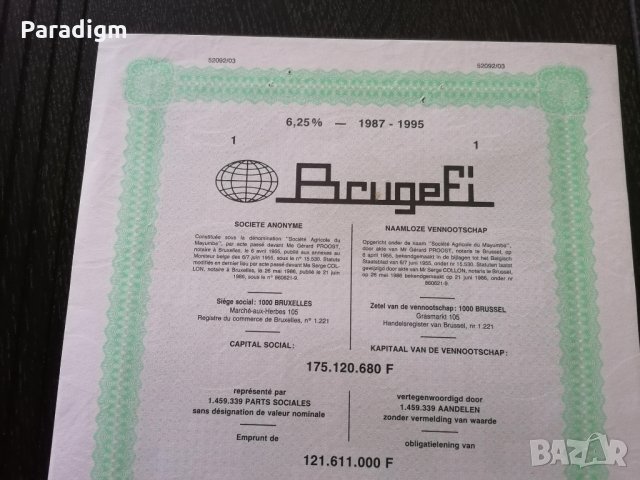 Paradigm
52092/03
52092/03
6,25% — 1987 - 1995
1
1
Brugefi
SOCIETE ANONYME
Constituée sous la dénomination "Société Agricole du
Mayumbe", par acte passé devant Me Gérard PROOST,
notaire à Bruxelles, le 6 avril 1955, publié aux annexes au
Moniteur belge des 6/7 juin 1955, sous le n° 15.530. Statuts
modifiés en dernier lieu par acte passé devant Me Serge COL-
LON, notaire à Bruxelles, le 26 mai 1986, publié le 21 juin
1986, sous n° 860621-9.
Siège social : 1000 BRUXELLES
Marché-aux-Herbes 105
Registre du commerce de Bruxelles, n° 1.221
CAPITAL SOCIAL :
NAAMLOZE VENNOOTSCHAP
Opgericht onder de naam "Société Agricole du Mayumbe",
door akte van Mr Gérard PROOST, notaris te Brussel, op
6 april 1955, bekendgemaakt in de bijlagen tot het Belgisch
Staatsblad van 6/7 juni 1955, onder nr 15.530. Statuten laatst
gewijzigd door akte van Mr Serge COLLON, notaris te Brussel,
op 26 mei 1986 bekendgemaakt op 21 juni 1986, onder nr
860621-9.
Zetel van de vennootschap : 1000 BRUSSEL
Grasmarkt 105
Handelsregister van Brussel, nr 1.221
KAPITAAL VAN DE VENNOOTSCHAP :
175.120.680 F
représenté par
1.459.339 PARTS SOCIALES
sans désignation de valeur nominale
Emprunt de
vertegenwoordigd door
1.459.339 AANDELEN
zonder vermelding van waarde
obligatielening van
121.611.000 F
BAZAR
.bg